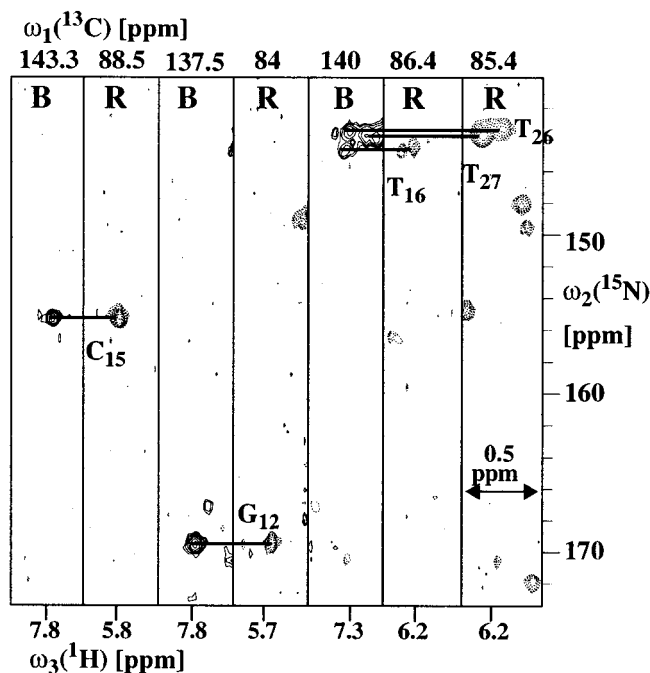 ω₁(¹³C) [ppm]
143.3 88.5 137.5 84 140 86.4 85.4
B R B R B R R
T₂₆
T₁₆ T₂₇
150
ω₂(¹⁵N)
[ppm]
C₁₅
160
0.5
ppm
G₁₂
170
7.8 5.8 7.8 5.7 7.3 6.2 6.2
ω₃(¹H) [ppm]